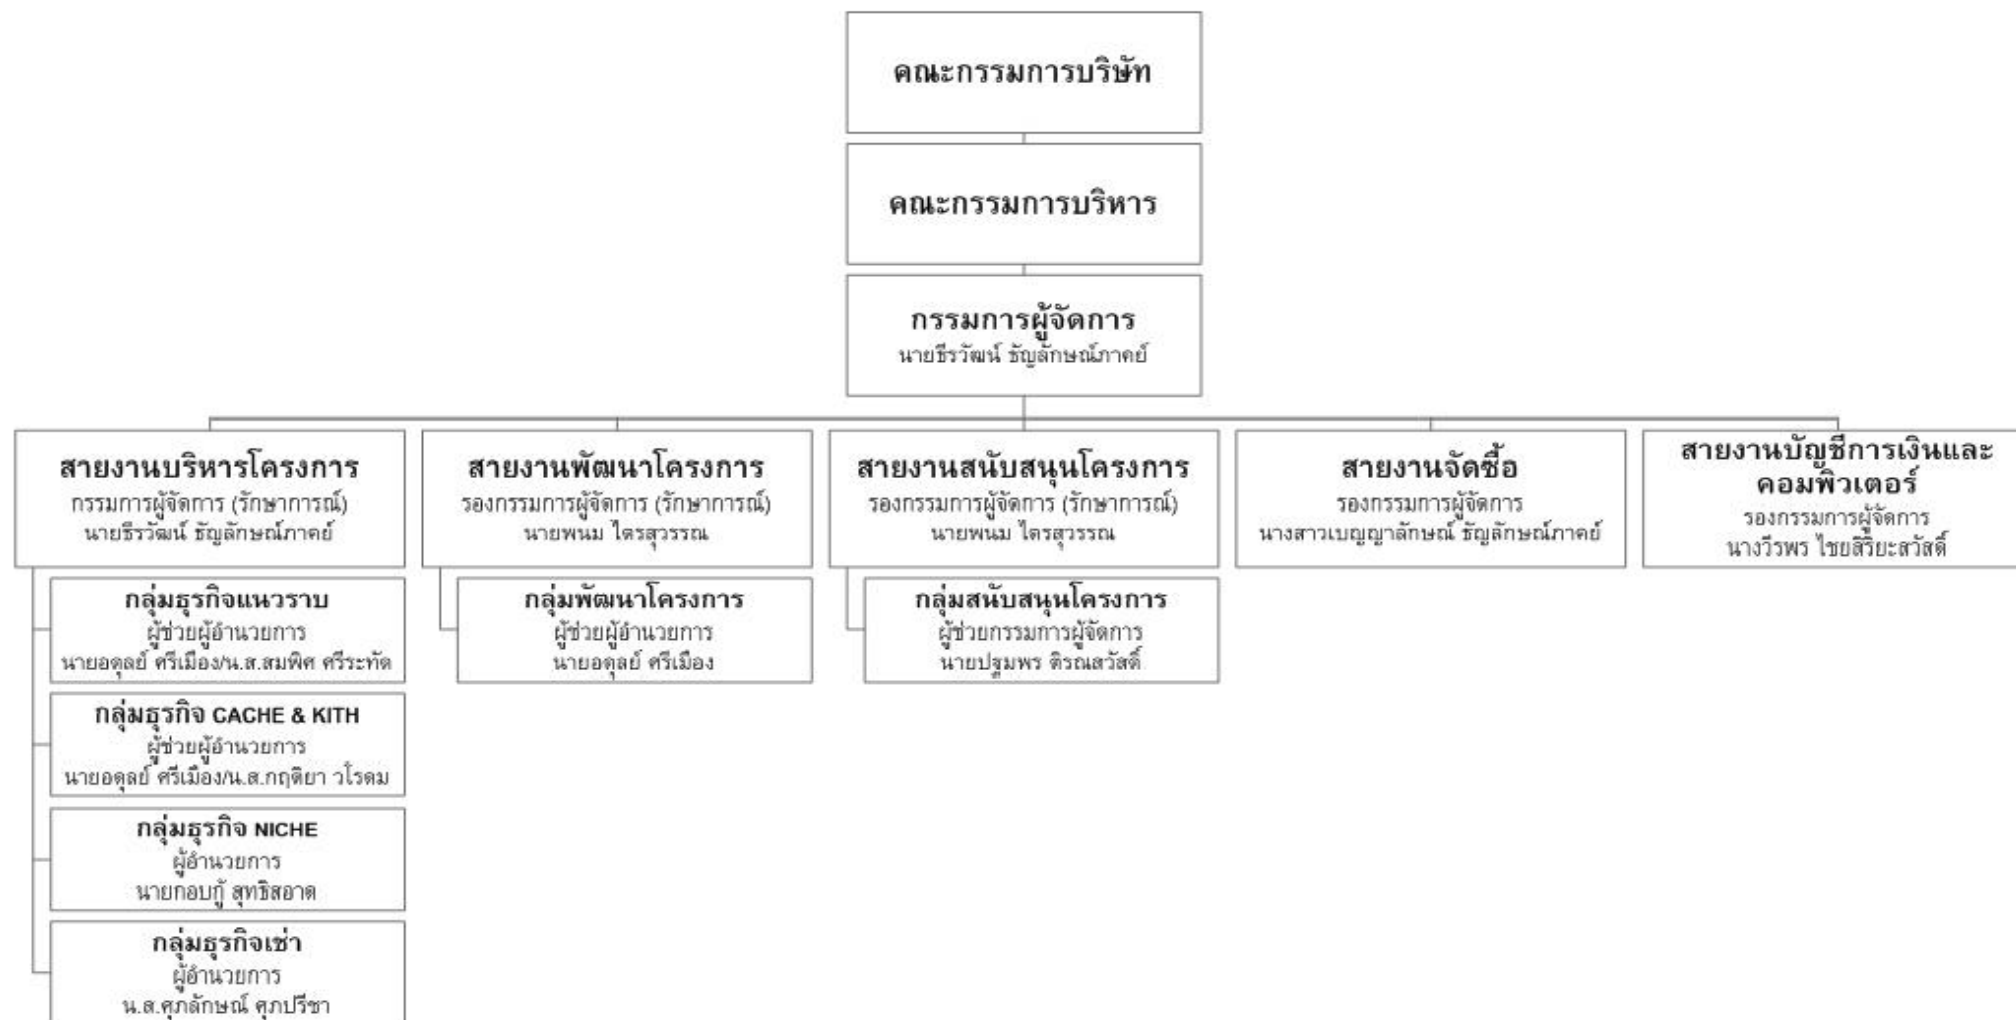 คณะกรรมการบริษัท
คณะกรรมการบริหาร
กรรมการผู้จัดการ
นายธีรวัฒน์ ธัญลักษณ์ภาคย์
สายงานบริหารโครงการ
กรรมการผู้จัดการ (รักษาการณ์)
นายธีรวัฒน์ ธัญลักษณ์ภาคย์
กลุ่มธุรกิจแนวราบ
ผู้ช่วยผู้อำนวยการ
นายอดุลย์ ศรีเมือง/น.ส.สมพิศ ศรีระทัด
กลุ่มธุรกิจ CACHE & KITH
ผู้ช่วยผู้อำนวยการ
นายอดุลย์ ศรีเมือง/น.ส.กฤติยา วโรดม
กลุ่มธุรกิจ NICHE
ผู้อำนวยการ
นายกอบกู้ สุทธิสอาด
กลุ่มธุรกิจเช่า
ผู้อำนวยการ
น.ส.ศุภลักษณ์ ศุภปรีชา
สายงานพัฒนาโครงการ
รองกรรมการผู้จัดการ (รักษาการณ์)
นายพนม ไตรสุวรรณ
กลุ่มพัฒนาโครงการ
ผู้ช่วยผู้อำนวยการ
นายอดุลย์ ศรีเมือง
สายงานสนับสนุนโครงการ
รองกรรมการผู้จัดการ (รักษาการณ์)
นายพนม ไตรสุวรรณ
กลุ่มสนับสนุนโครงการ
ผู้ช่วยกรรมการผู้จัดการ
นายปฐมพร ติรณสวัสดิ์
สายงานจัดซื้อ
รองกรรมการผู้จัดการ
นางสาวเบญญาลักษณ์ ธัญลักษณ์ภาคย์
สายงานบัญชีการเงินและ
คอมพิวเตอร์
รองกรรมการผู้จัดการ
นางวีรพร ไชยสิริยะสวัสดิ์